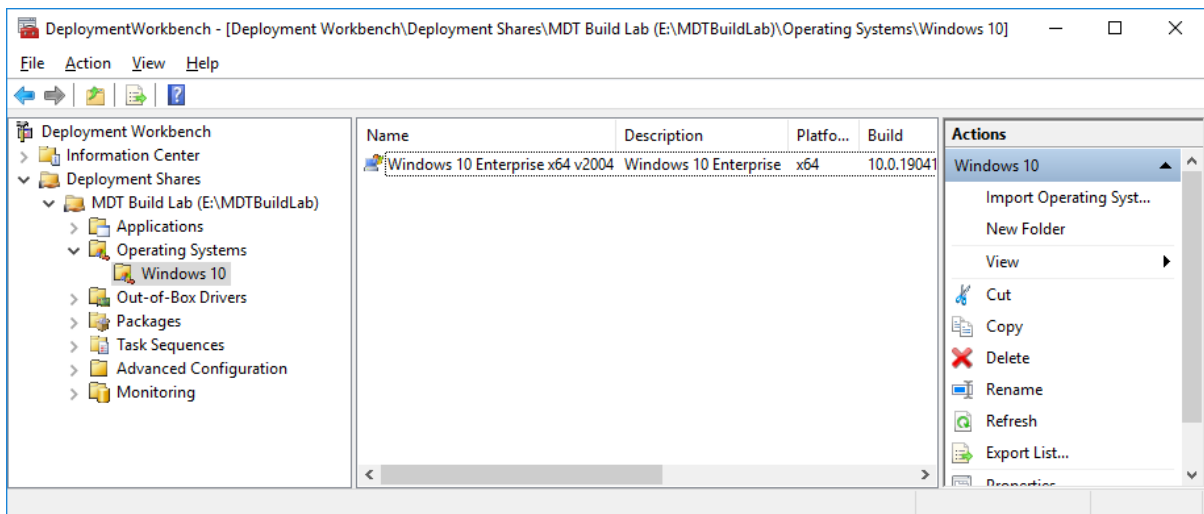 DeploymentWorkbench - [Deployment Workbench\Deployment Shares\MDT Build Lab (E:\MDTBuildLab)\Operating Systems\Windows 10]
File Action View Help
Deployment Workbench
Information Center
Deployment Shares
MDT Build Lab (E:\MDTBuildLab)
Applications
Operating Systems
Windows 10
Out-of-Box Drivers
Packages
Task Sequences
Advanced Configuration
Monitoring
Name Description Platfo... Build
Windows 10 Enterprise x64 v2004 Windows 10 Enterprise x64 10.0.19041
Actions
Windows 10
Import Operating Syst...
New Folder
View
Cut
Copy
Delete
Rename
Refresh
Export List...
Properties